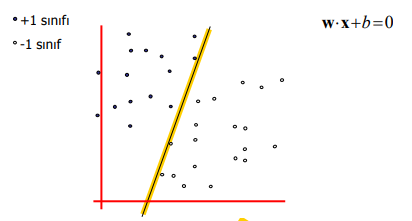 +1 sınıfı
-1 sınıf
w·x+b=0